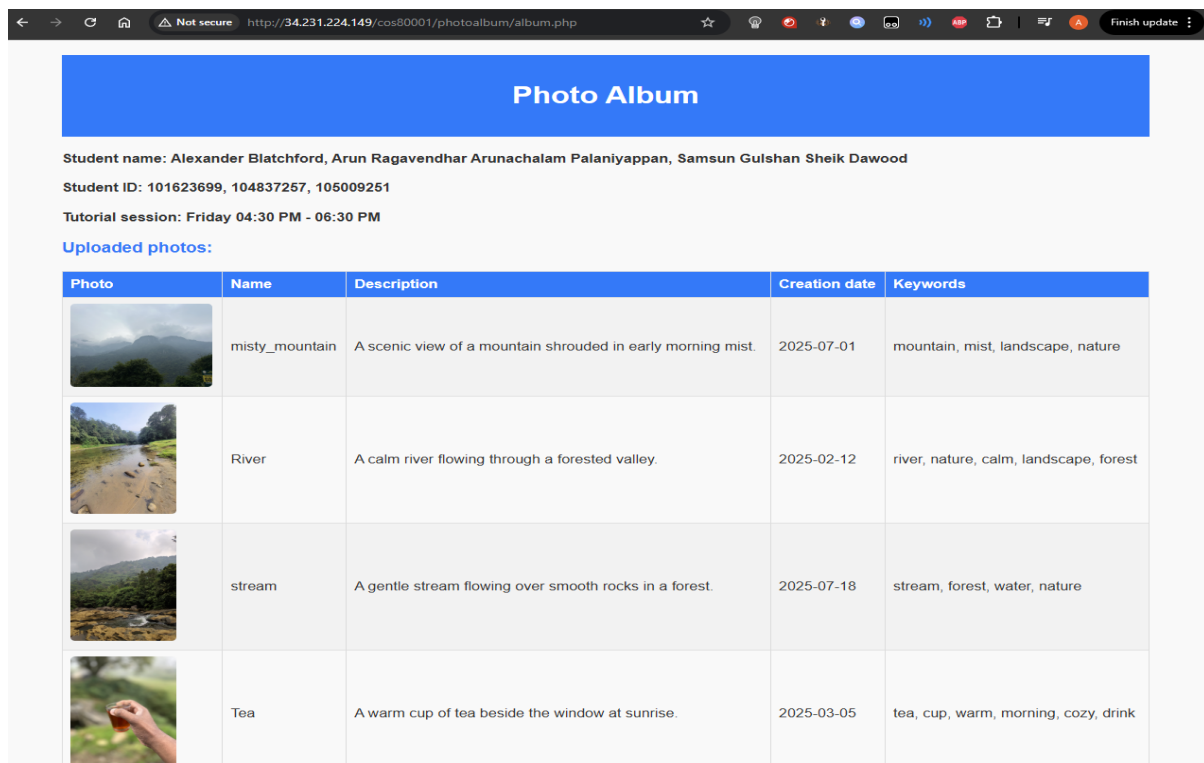 Not secure http://34.231.224.149/cos80001/photoalbum/album.php ABP A Finish update
Photo Album
Student name: Alexander Blatchford, Arun Ragavendhar Arunachalam Palaniyappan, Samsun Gulshan Sheik Dawood
Student ID: 101623699, 104837257, 105009251
Tutorial session: Friday 04:30 PM - 06:30 PM
Uploaded photos:
Photo Name Description Creation date Keywords
misty_mountain A scenic view of a mountain shrouded in early morning mist. 2025-07-01 mountain, mist, landscape, nature
River A calm river flowing through a forested valley. 2025-02-12 river, nature, calm, landscape, forest
stream A gentle stream flowing over smooth rocks in a forest. 2025-07-18 stream, forest, water, nature
Tea A warm cup of tea beside the window at sunrise. 2025-03-05 tea, cup, warm, morning, cozy, drink